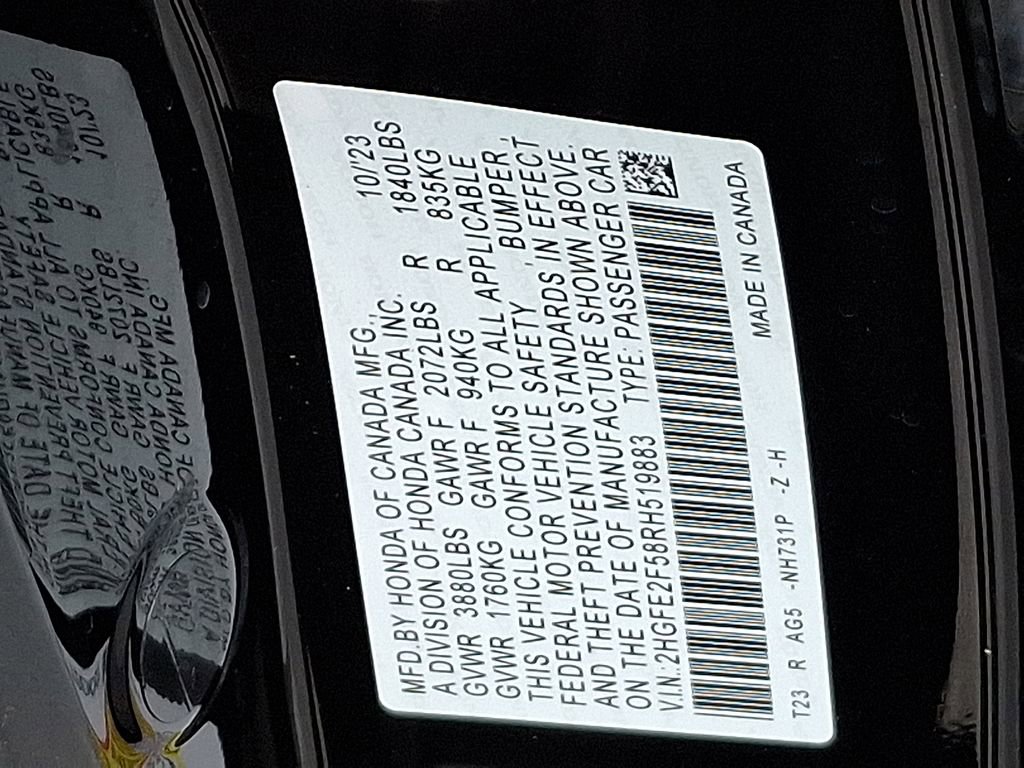 MFD.BY HONDA OF CANADA MFG., 10/23
A DIVISION OF HONDA CANADA INC.
GVWR 3880LBS GAWR F 2072LBS R 1840LBS
GVWR 1760KG GAWR F 940KG R 835KG
THIS VEHICLE CONFORMS TO ALL APPLICABLE
FEDERAL MOTOR VEHICLE SAFETY, BUMPER,
AND THEFT PREVENTION STANDARDS IN EFFECT
ON THE DATE OF MANUFACTURE SHOWN ABOVE.
V.I.N.:2HGFE2F58RH519883 TYPE: PASSENGER CAR
T23 R AG5 -NH731P -Z -H MADE IN CANADA